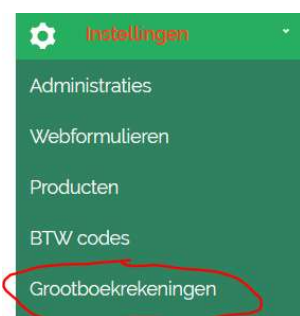 Instellingen
Administraties
Webformulieren
Producten
BTW codes
Grootboekrekeningen